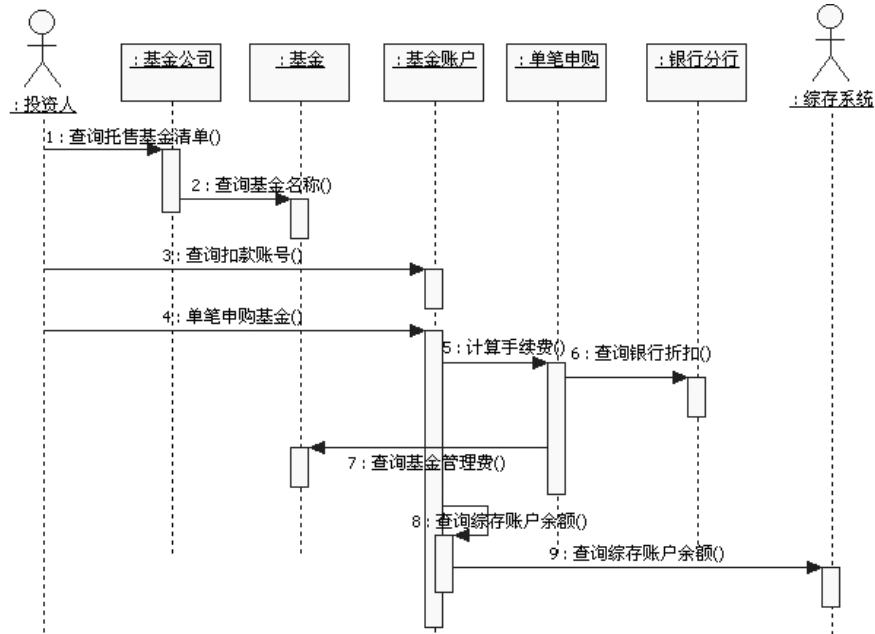 : 基金公司
: 基金
: 基金账户
: 单笔申购
: 银行分行
: 投资人
: 综存系统
1 : 查询托售基金清单()
2 : 查询基金名称()
3 : 查询扣款账号()
4 : 单笔申购基金()
5 : 计算手续费()
6 : 查询银行折扣()
7 : 查询基金管理费()
8 : 查询综存账户余额()
9 : 查询综存账户余额()